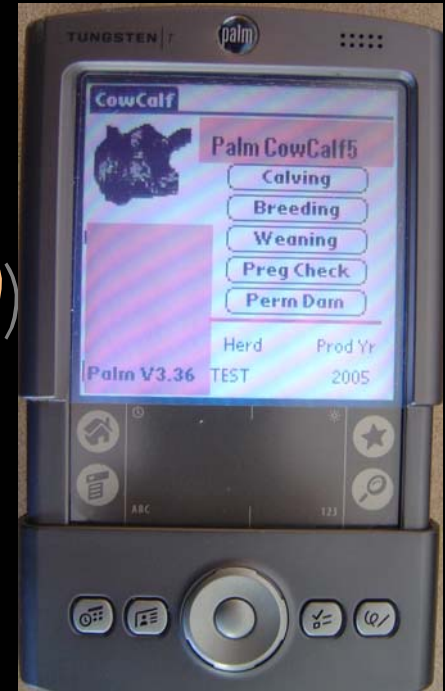 TUNGSTEN T
palm
CowCalf
Palm CowCalf5
Calving
Breeding
Weaning
Preg Check
Perm Dam
Herd Prod Yr
Palm V3.36 TEST 2005
ABC 123